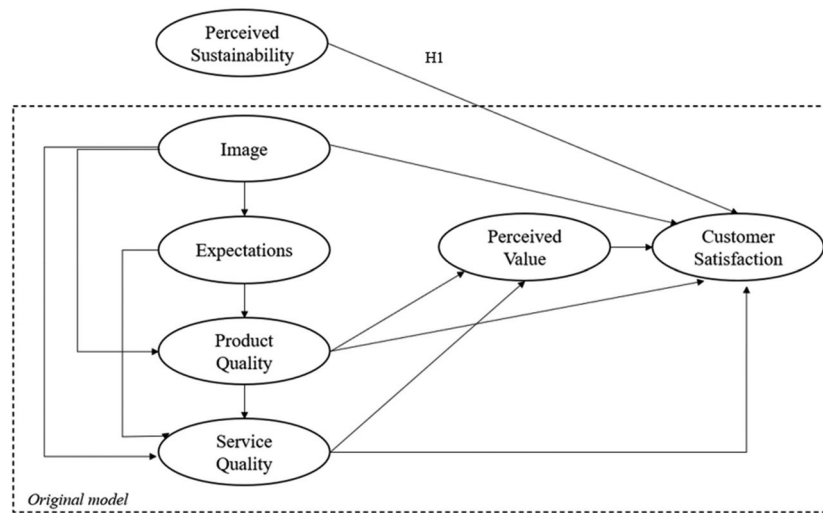 Perceived
Sustainability
H1
Image
Expectations
Perceived
Value
Customer
Satisfaction
Product
Quality
Service
Quality
Original model